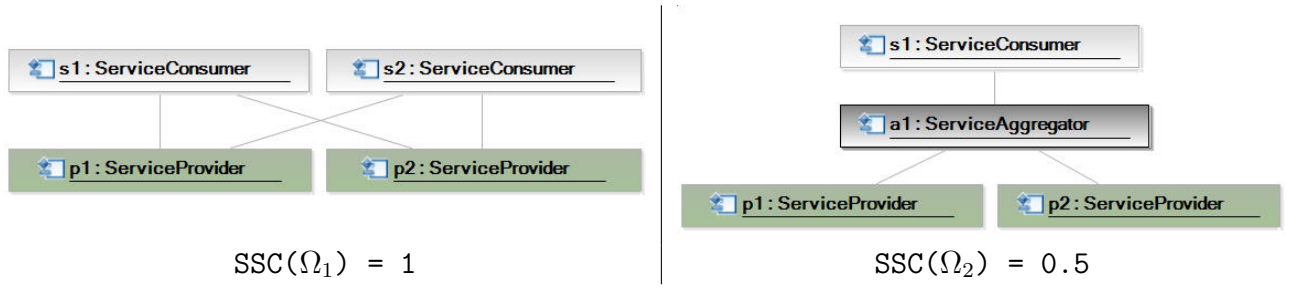 s1 : ServiceConsumer
s2 : ServiceConsumer
p1 : ServiceProvider
p2 : ServiceProvider
SSC(Ω₁) = 1
s1 : ServiceConsumer
a1 : ServiceAggregator
p1 : ServiceProvider
p2 : ServiceProvider
SSC(Ω₂) = 0.5